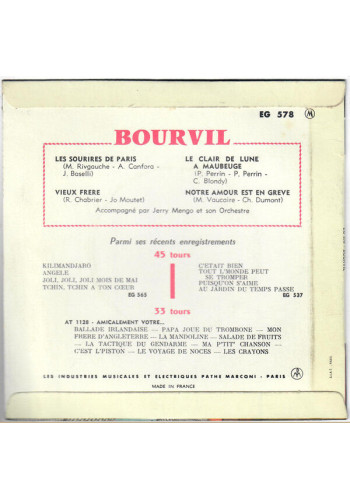 EG 578 M
BOURVIL
LES SOURIRES DE PARIS
(M. Rivgauche - A. Canfora -
J. Baselli)
VIEUX FRERE
(R. Chabrier - Jo Moutet)
LE CLAIR DE LUNE
A MAUBEUGE
(P. Perrin - P. Perrin -
C. Blondy)
NOTRE AMOUR EST EN GREVE
(M. Vaucaire - Ch. Dumont)
Accompagné par Jerry Mengo et son Orchestre
Parmi ses récents enregistrements
45 tours
KILIMANDJARO
ANGELE
JOLI, JOLI, JOLI MOIS DE MAI
TCHIN, TCHIN A TON CŒUR
EG 565
C'ETAIT BIEN
TOUT L'MONDE PEUT
SE TROMPER
PUISQU'ON S'AIME
AU JARDIN DU TEMPS PASSE
EG 537
33 tours
AT 1128 - AMICALEMENT VOTRE...
BALLADE IRLANDAISE — PAPA JOUE DU TROMBONE — MON
FRERE D'ANGLETERRE — LA MANDOLINE — SALADE DE FRUITS
— LA TACTIQUE DU GENDARME — MA P'TIT' CHANSON —
C'EST L'PISTON — LE VOYAGE DE NOCES — LES CRAYONS
LES INDUSTRIES MUSICALES ET ELECTRIQUES PATHE MARCONI - PARIS
MADE IN FRANCE